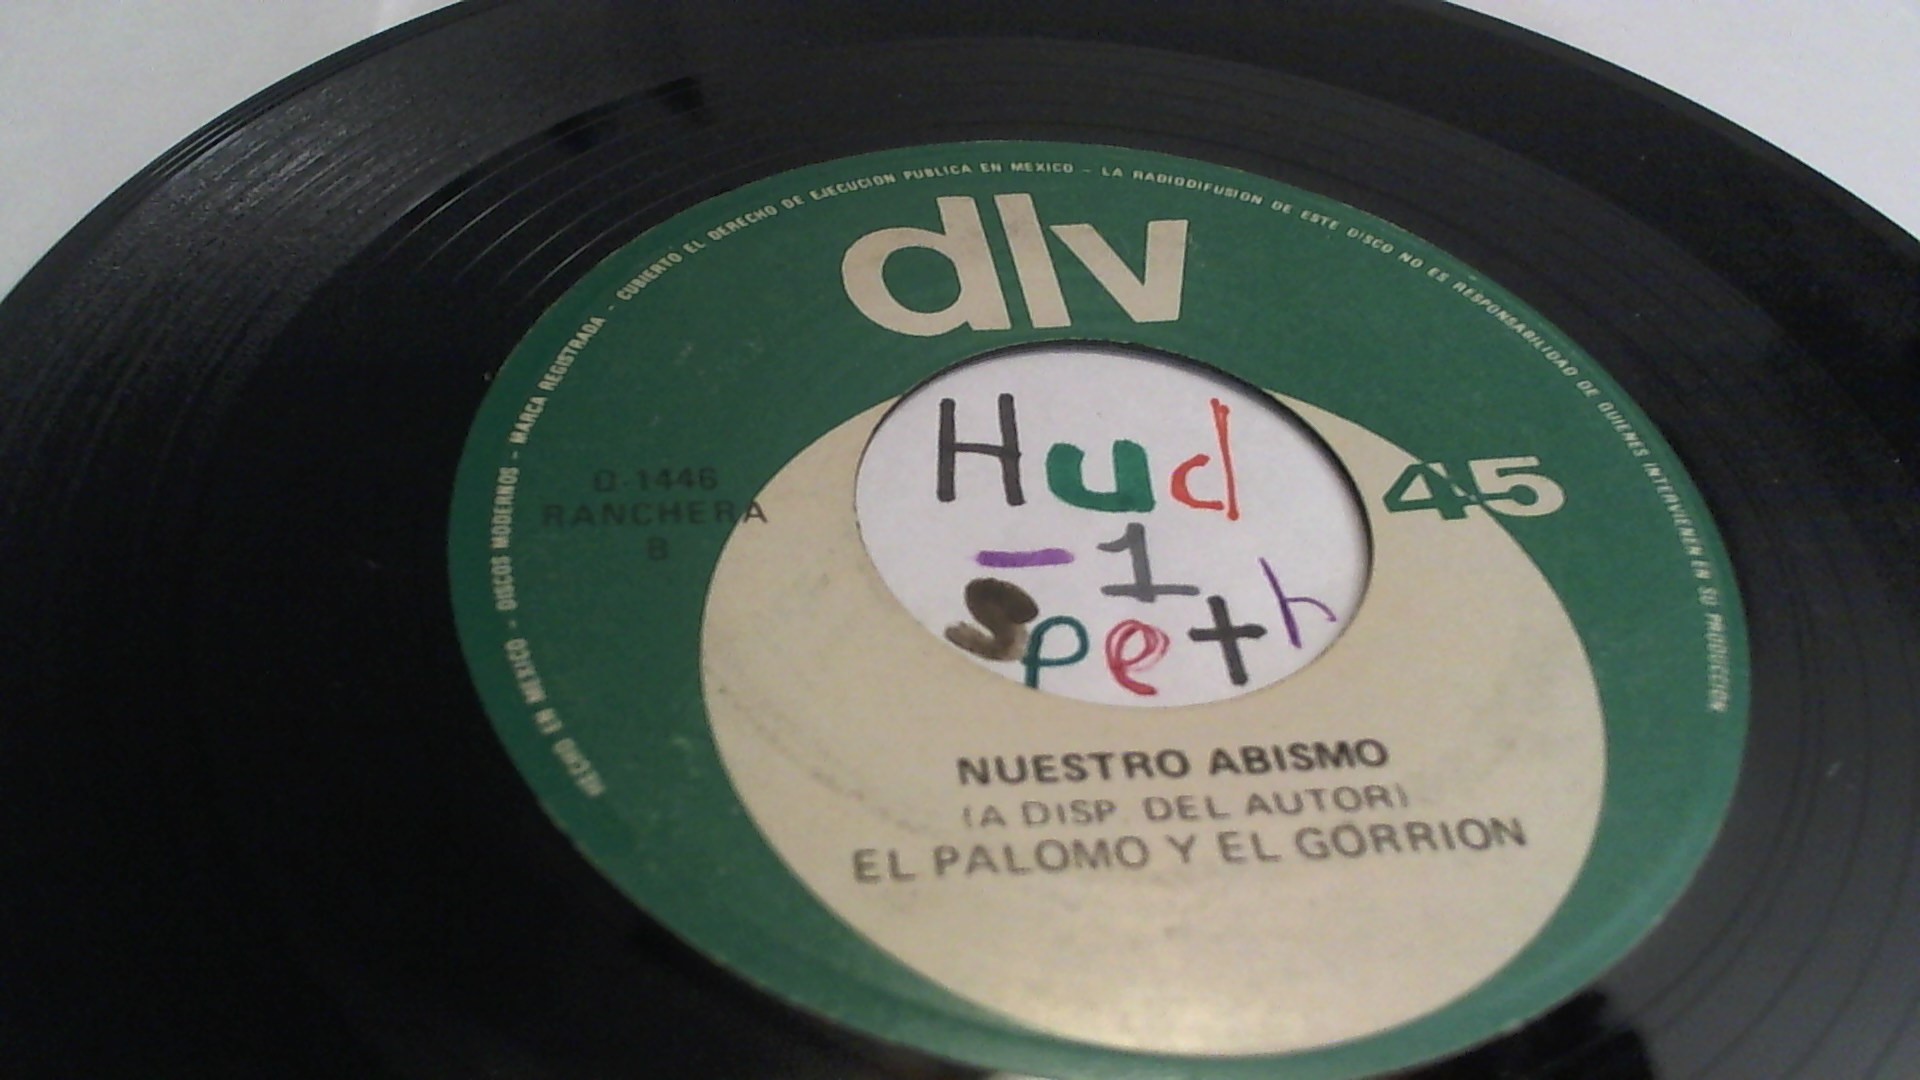 HECHO EN MEXICO - DISCOS MODERNOS - MARCA REGISTRADA - CUBIERTO EL DERECHO DE EJECUCION PUBLICA EN MEXICO - LA RADIODIFUSION DE ESTE DISCO NO ES RESPONSABILIDAD DE QUIENES INTERVIENEN EN SU PRODUCCION
dlv
Hud
45
D-1446
RANCHERA
B
- 1
Speth
NUESTRO ABISMO
(A DISP. DEL AUTOR)
EL PALOMO Y EL GORRION